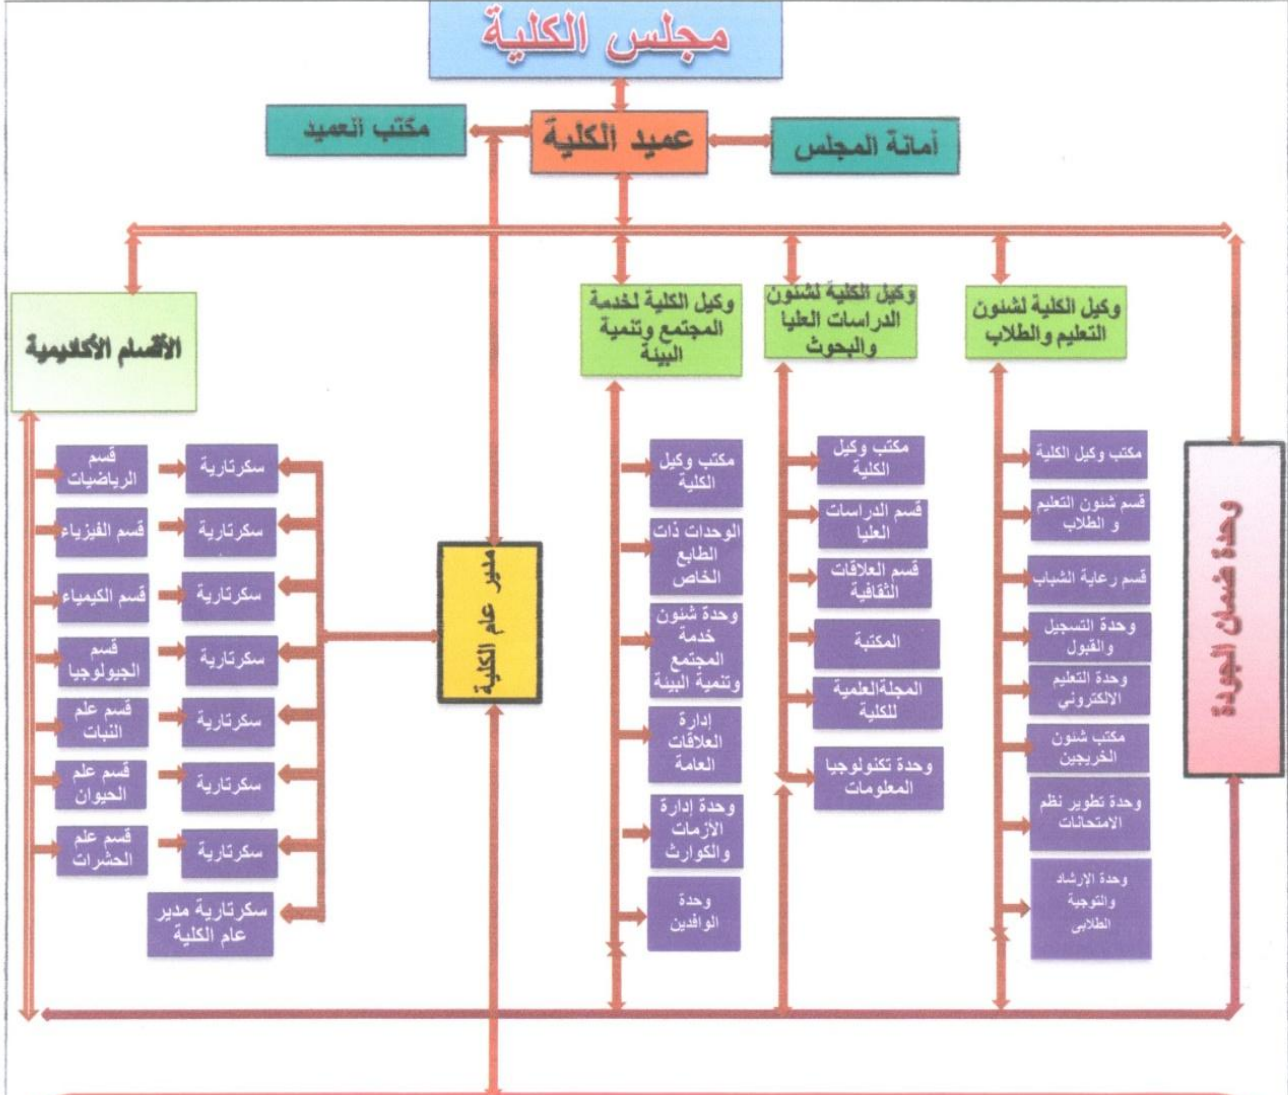 مجلس الكلية
أمانة المجلس
عميد الكلية
مكتب العميد
وكيل الكلية لشئون
التعليم والطلاب
وكيل الكلية لشئون
الدراسات العليا
والبحوث
وكيل الكلية لخدمة
المجتمع وتنمية
البيئة
الأقسام الأكاديمية
وحدة ضمان الجودة
مكتب وكيل الكلية
قسم شئون التعليم
و الطلاب
قسم رعاية الشباب
وحدة التسجيل
والقبول
وحدة التعليم
الالكتروني
مكتب شئون
الخريجين
وحدة تطوير نظم
الامتحانات
وحدة الإرشاد
والتوجية
الطلابى
مكتب وكيل
الكلية
قسم الدراسات
العليا
قسم العلاقات
الثقافية
المكتبة
المجلةالعلمية
للكلية
وحدة تكنولوجيا
المعلومات
مكتب وكيل
الكلية
الوحدات ذات
الطابع
الخاص
وحدة شئون
خدمة
المجتمع
وتنمية البيئة
إدارة
العلاقات
العامة
وحدة إدارة
الأزمات
والكوارث
وحدة
الوافدين
مدير عام الكلية
سكرتارية
سكرتارية
سكرتارية
سكرتارية
سكرتارية
سكرتارية
سكرتارية
سكرتارية مدير
عام الكلية
قسم
الرياضيات
قسم الفيزياء
قسم الكيمياء
قسم
الجيولوجيا
قسم علم
النبات
قسم علم
الحيوان
قسم علم
الحشرات